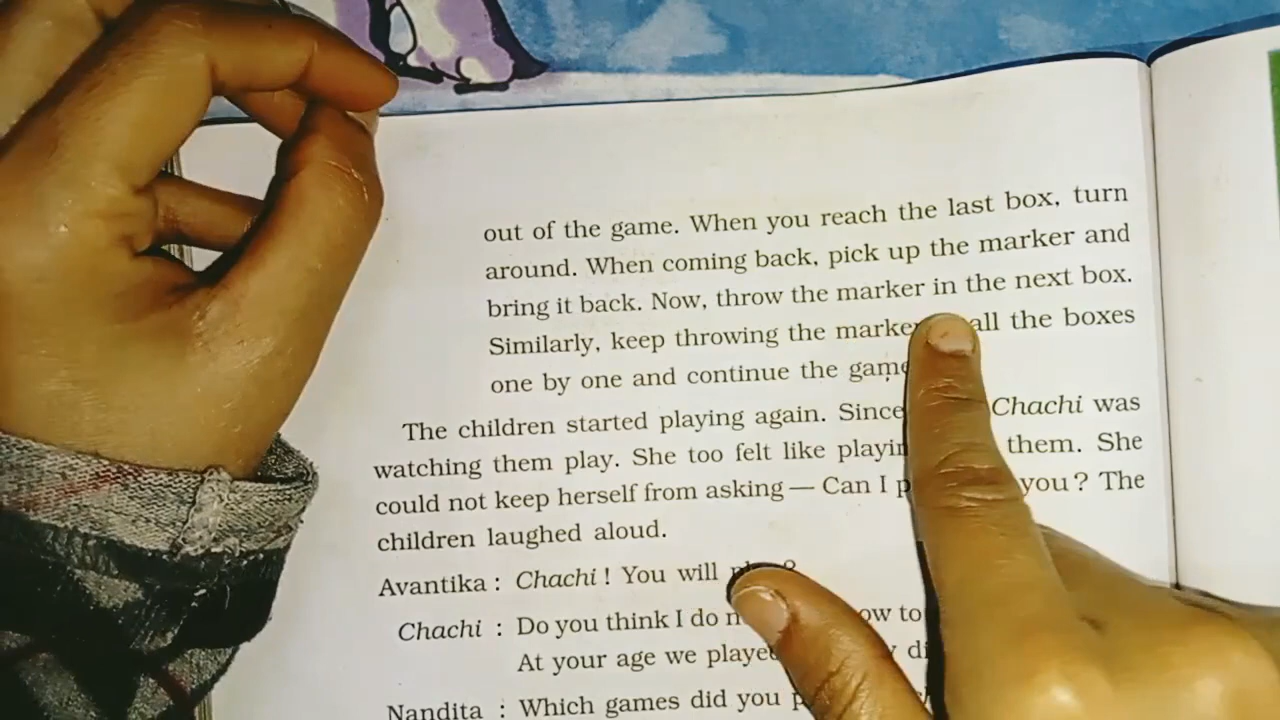 out of the game. When you reach the last box, turn
around. When coming back, pick up the marker and
bring it back. Now, throw the marker in the next box.
Similarly, keep throwing the marker all the boxes
one by one and continue the game
The children started playing again. Since Chachi was
watching them play. She too felt like them. She
could not keep herself from asking — Can I you? The
children laughed aloud.
Avantika : Chachi! You will
Chachi : Do you think I do to
At your age we
Nandita : Which games did you